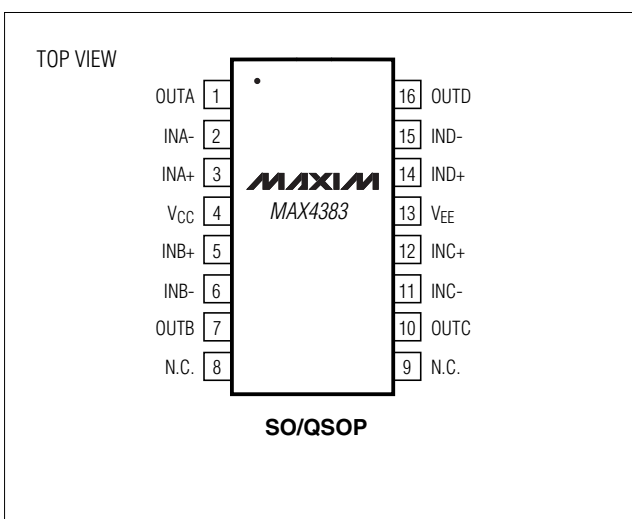 TOP VIEW
OUTA 1 16 OUTD
INA- 2 15 IND-
INA+ 3 14 IND+
MAXIM
VCC 4 MAX4383 13 VEE
INB+ 5 12 INC+
INB- 6 11 INC-
OUTB 7 10 OUTC
N.C. 8 9 N.C.
SO/QSOP